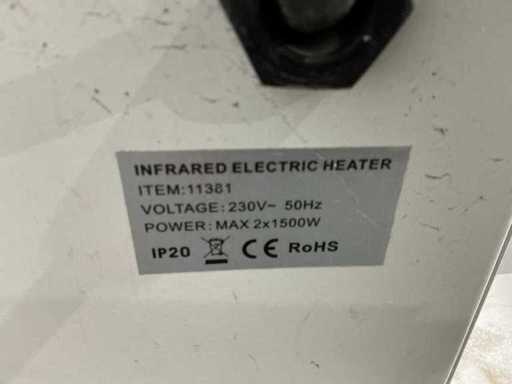 INFRARED ELECTRIC HEATER
ITEM:11381
VOLTAGE: 230V~ 50Hz
POWER: MAX 2x1500W
IP20 CE RoHS